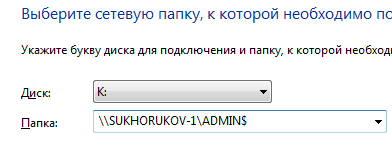 Выберите сетевую папку, к которой необходимо
Укажите букву диска для подключения и папку, к которой
Диск: K:
Папка: \\SUKHORUKOV-1\ADMIN$